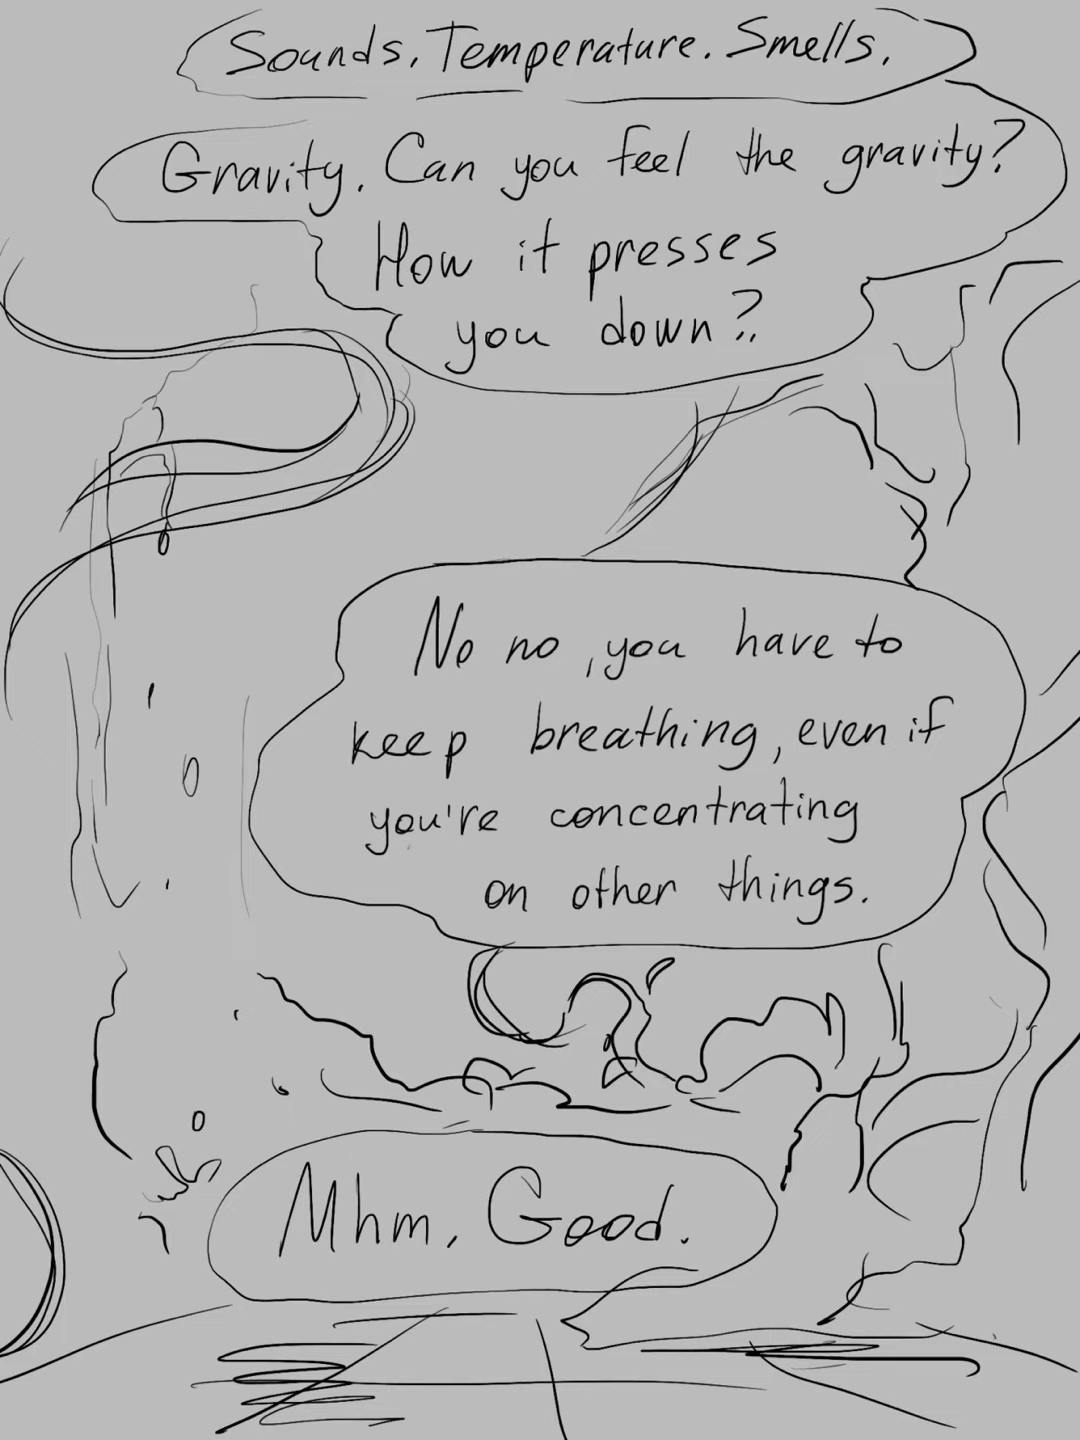 Sounds. Temperature. Smells.
Gravity. Can you feel the gravity?
How it presses
you down?
No no, you have to
keep breathing, even if
you're concentrating
on other things.
Mhm. Good.